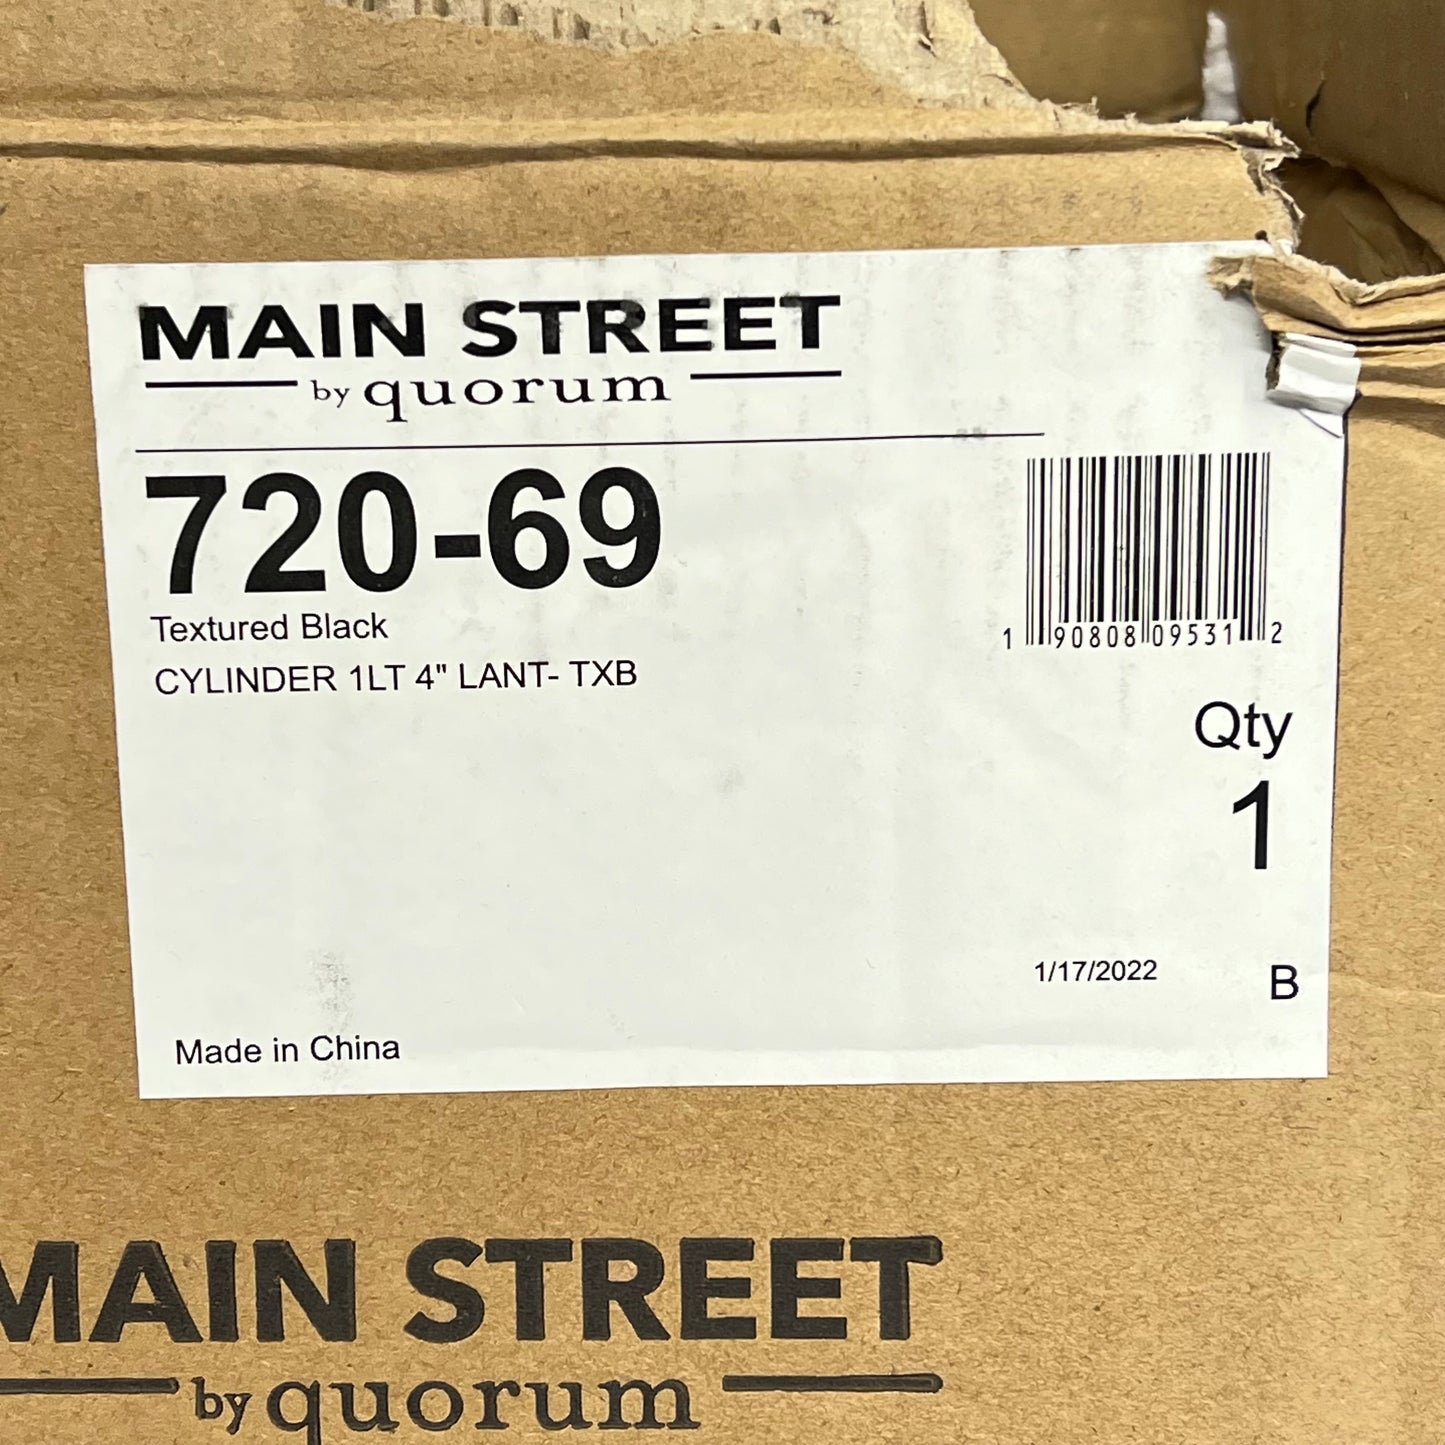 MAIN STREET
by quorum
720-69
Textured Black
CYLINDER 1LT 4" LANT- TXB
1 90808 09531 2
Qty
1
1/17/2022
B
Made in China
MAIN STREET
by quorum